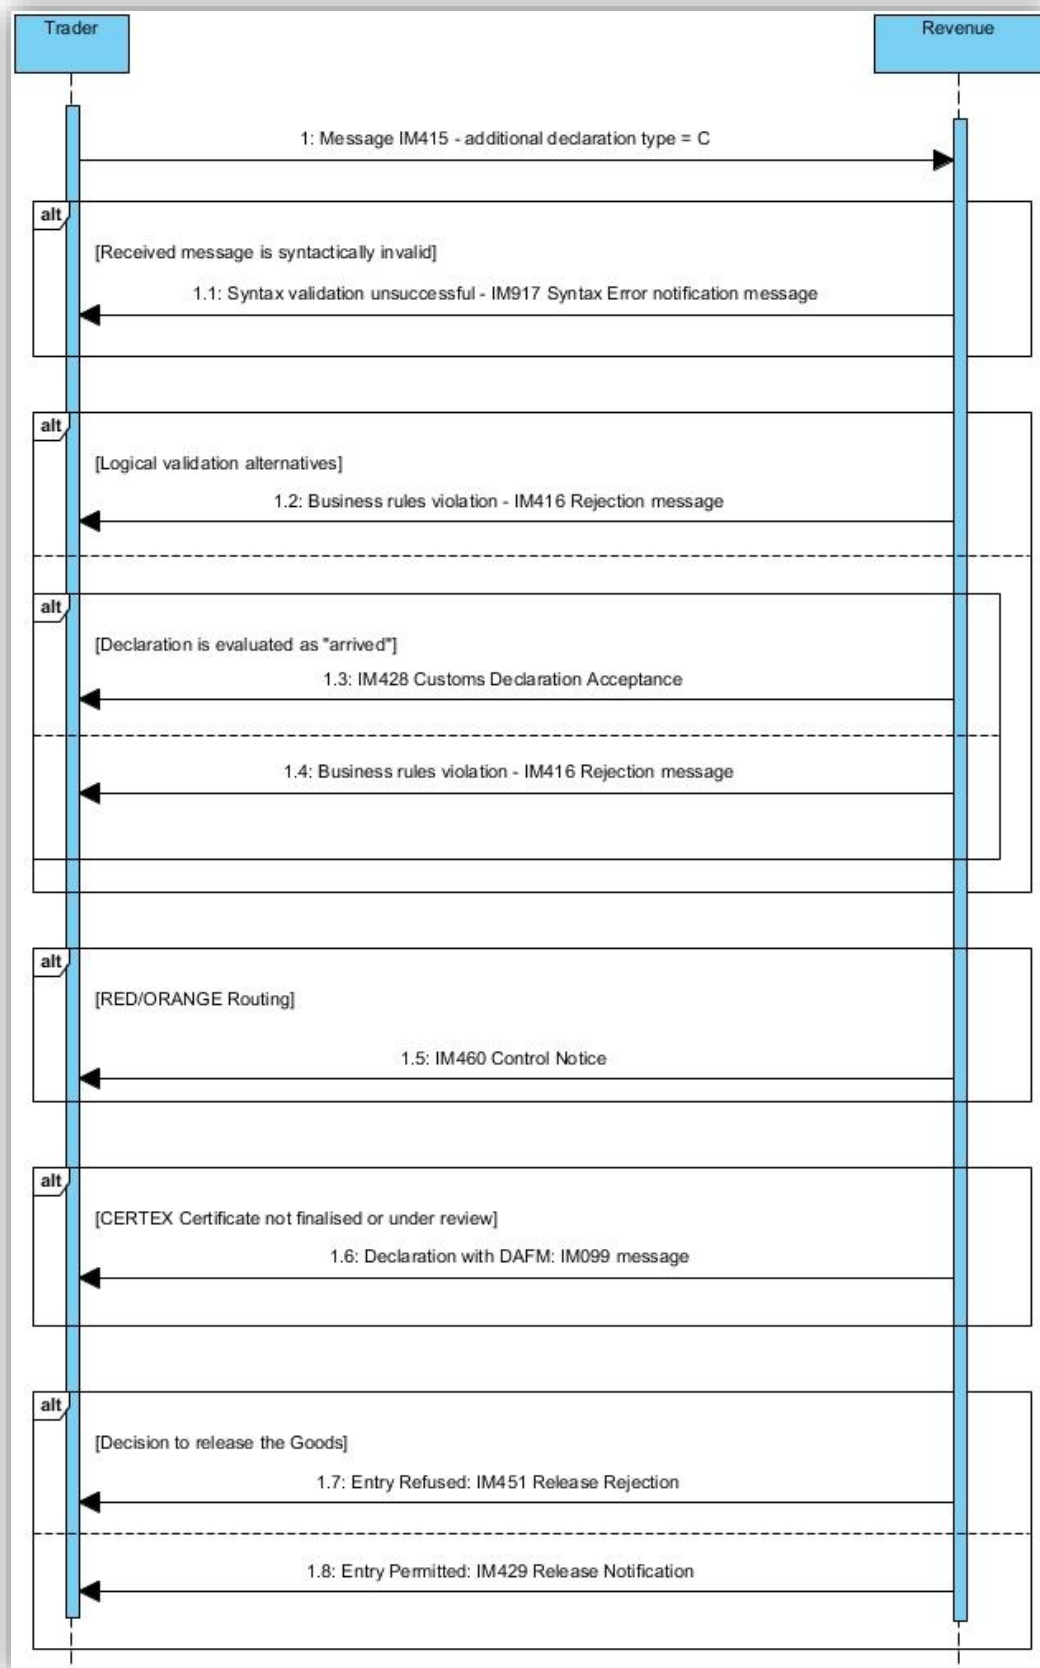 Trader
Revenue
1: Message IM415 - additional declaration type = C
alt
[Received message is syntactically invalid]
1.1: Syntax validation unsuccessful - IM917 Syntax Error notification message
alt
[Logical validation alternatives]
1.2: Business rules violation - IM416 Rejection message
alt
[Declaration is evaluated as "arrived"]
1.3: IM428 Customs Declaration Acceptance
1.4: Business rules violation - IM416 Rejection message
alt
[RED/ORANGE Routing]
1.5: IM460 Control Notice
alt
[CERTEX Certificate not finalised or under review]
1.6: Declaration with DAFM: IM099 message
alt
[Decision to release the Goods]
1.7: Entry Refused: IM451 Release Rejection
1.8: Entry Permitted: IM429 Release Notification